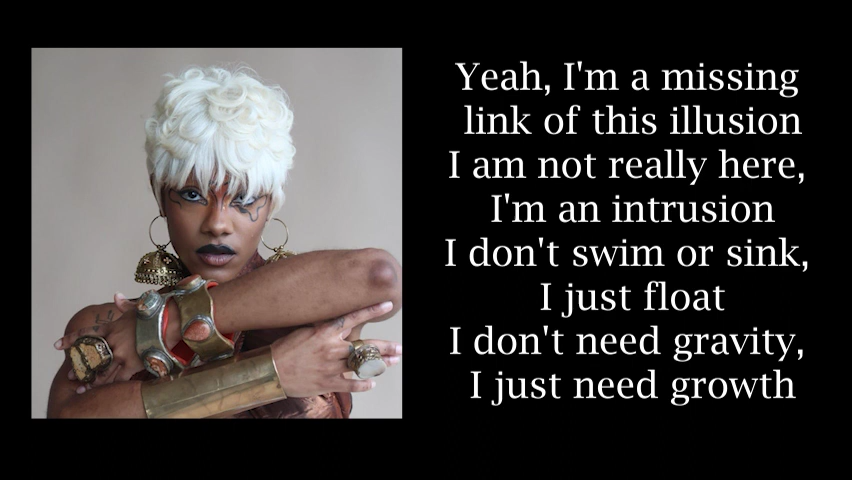 Yeah, I'm a missing
link of this illusion
I am not really here,
I'm an intrusion
I don't swim or sink,
I just float
I don't need gravity,
I just need growth